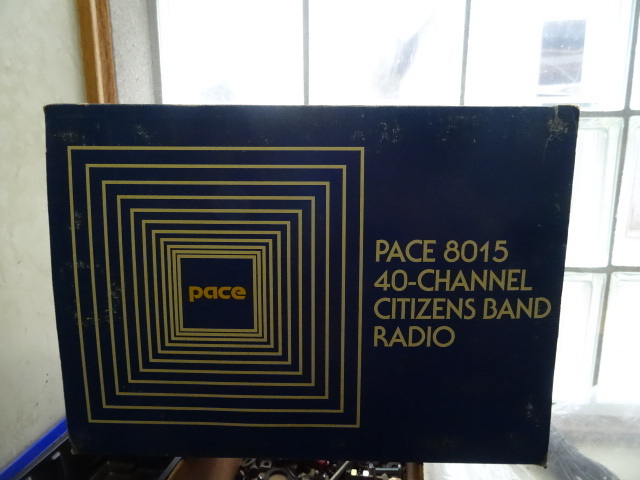 pace
PACE 8015
40-CHANNEL
CITIZENS BAND
RADIO